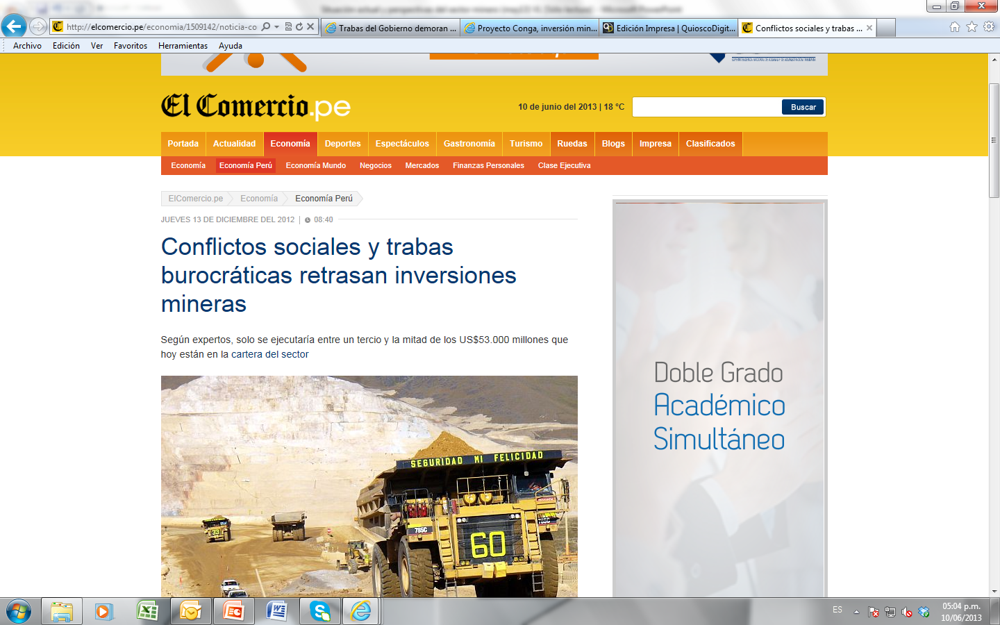 http://elcomercio.pe/economia/1509142/noticia-co
Trabas del Gobierno demoran ...
Proyecto Conga, inversión min...
Edición Impresa | QuioscoDigit...
Conflictos sociales y trabas ...
Archivo Edición Ver Favoritos Herramientas Ayuda
El Comercio.pe
10 de junio del 2013 | 18 °C
Buscar
Portada Actualidad Economía Deportes Espectáculos Gastronomía Turismo Ruedas Blogs Impresa Clasificados
Economía Economía Perú Economía Mundo Negocios Mercados Finanzas Personales Clase Ejecutiva
ElComercio.pe Economía Economía Perú
JUEVES 13 DE DICIEMBRE DEL 2012 | 08:40
Conflictos sociales y trabas
burocráticas retrasan inversiones
mineras
Según expertos, solo se ejecutaría entre un tercio y la mitad de los US$53.000 millones que
hoy están en la cartera del sector
SEGURIDAD MI FELICIDAD
785C
785C
60
33
Doble Grado
Académico
Simultáneo
ES
05:04 p.m.
10/06/2013